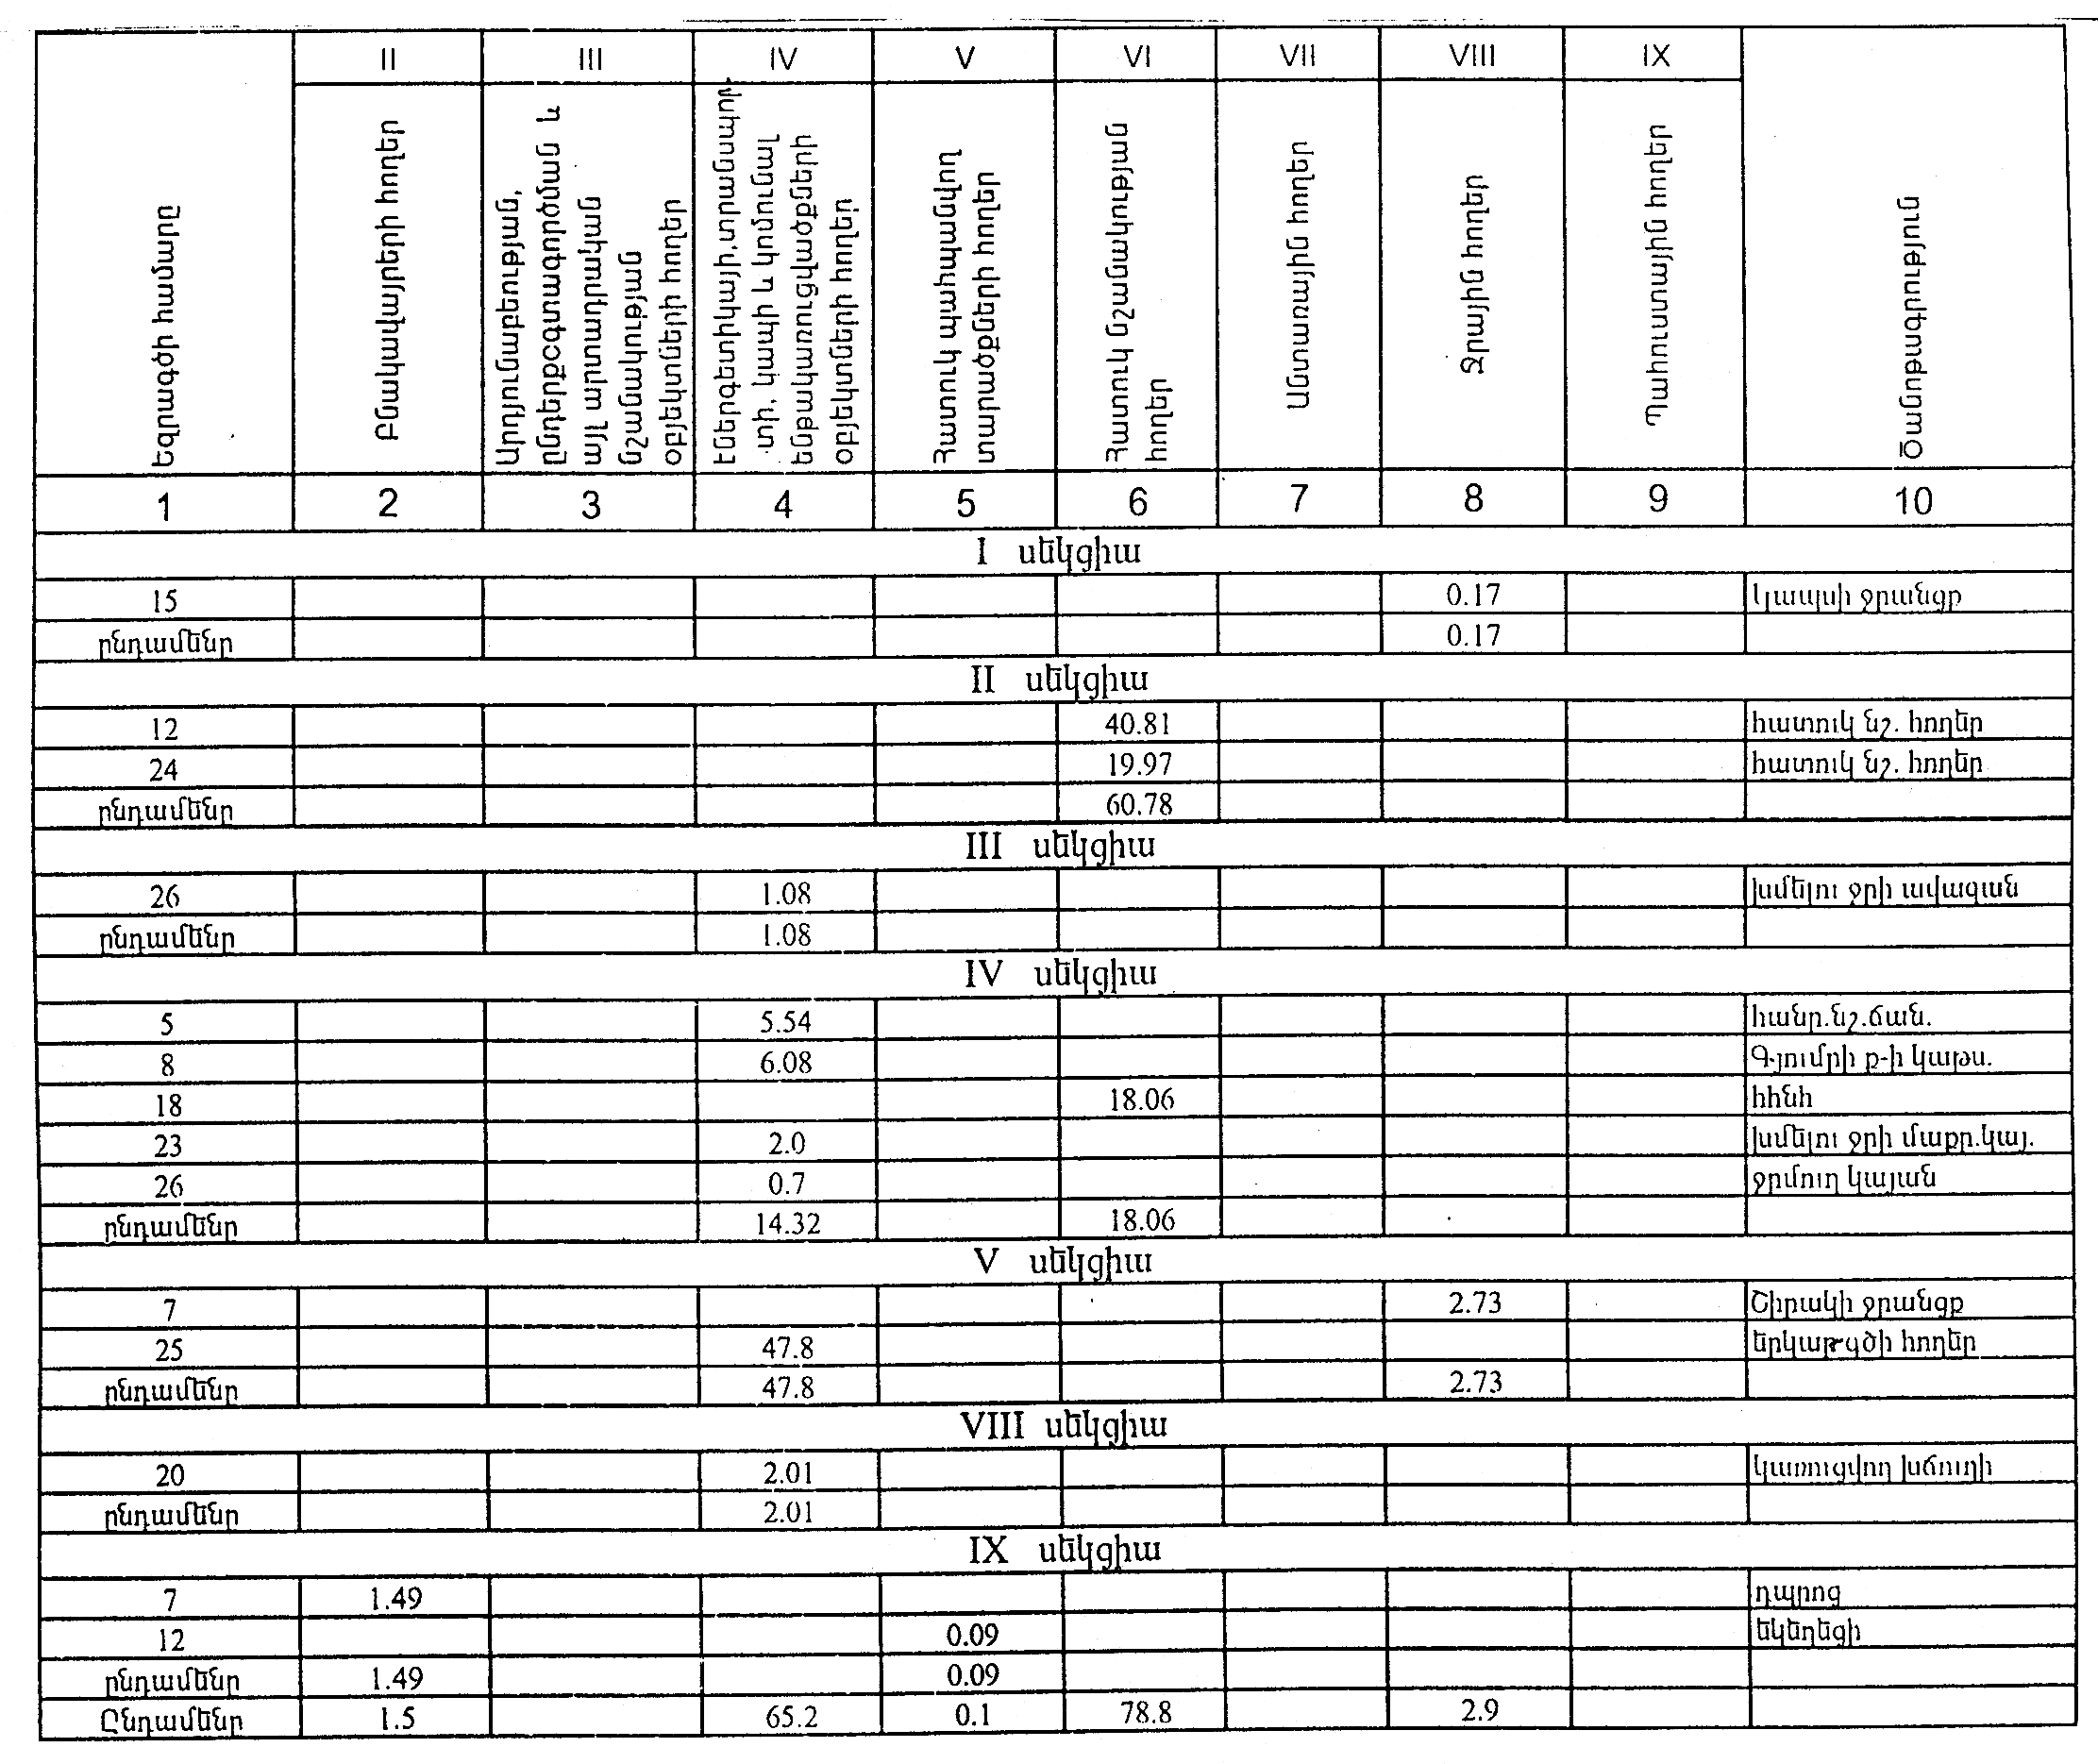 II III IV V VI VII VIII IX
Եզրագծի համարը
Բնակավայրերի հողեր
Արդյունաբերության,
ընդերքօգտագործման և
այլ արտադրական
նշանակության
օբյեկտների հողեր
Էներգետիկայի,տրանսպոր
տի, կապի և կոմունալ
ենթակառուցվածքների
օբյեկտների հողեր
Հատուկ պահպանվող
տարածքների հողեր
Հատուկ նշանակության
հողեր
Անտառային հողեր
Ջրային հողեր
Պահուստային հողեր
Ծանոթագրություն
1 2 3 4 5 6 7 8 9 10
I սեկցիա
15 0.17 կապսի ջրանցք
ընդամենը 0.17
II սեկցիա
12 40.81 հատուկ նշ. հողեր
24 19.97 հատուկ նշ. հողեր
ընդամենը 60.78
III սեկցիա
26 1.08 խմելու ջրի ավազան
ընդամենը 1.08
IV սեկցիա
5 5.54 հանր.նշ.ճան.
8 6.08 Գյումրի ք-ի կաթս.
18 18.06 հինհ
23 2.0 խմելու ջրի մաքր.կայ.
26 0.7 ջրմուղ կայան
ընդամենը 14.32 18.06
V սեկցիա
7 2.73 Շիրակի ջրանցք
25 47.8 երկաթգծի հողեր
ընդամենը 47.8 2.73
VIII սեկցիա
20 2.01 կառուցվող խճուղի
ընդամենը 2.01
IX սեկցիա
7 1.49 դպրոց
12 0.09 եկեղեցի
ընդամենը 1.49 0.09
Ընդամենը 1.5 65.2 0.1 78.8 2.9